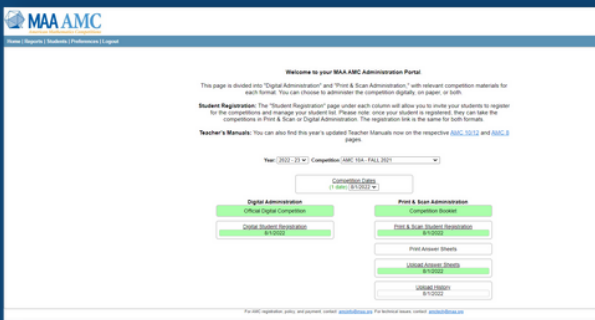 MAA AMC
American Mathematics Competitions
Home | Reports | Students | Preferences | Logout
Welcome to your MAA AMC Administration Portal
This page is divided into "Digital Administration" and "Print & Scan Administration," with relevant competition materials for
each format. You can choose to administer the competition digitally, on paper, or both.
Student Registration: The "Student Registration" page under each column will allow you to invite your students to register
for the competitions and manage your student list. Please note: once your student is registered, they can take the
competitions in Print & Scan or Digital Administration. The registration link is the same for both formats.
Teacher's Manuals: You can also find this year's updated Teacher Manuals now on the respective AMC 10/12 and AMC 8
pages.
Year: 2022 - 23 Competition: AMC 10A - FALL 2021
Competition Dates
(1 date) 8/1/2022
Digital Administration Print & Scan Administration
Official Digital Competition Competition Booklet
Digital Student Registration Print & Scan Student Registration
8/1/2022 8/1/2022
Print Answer Sheets
Upload Answer Sheets
8/1/2022
Upload History
8/1/2022
For AMC registration, policy, and payment, contact: amcinfo@maa.org. For technical issues, contact: